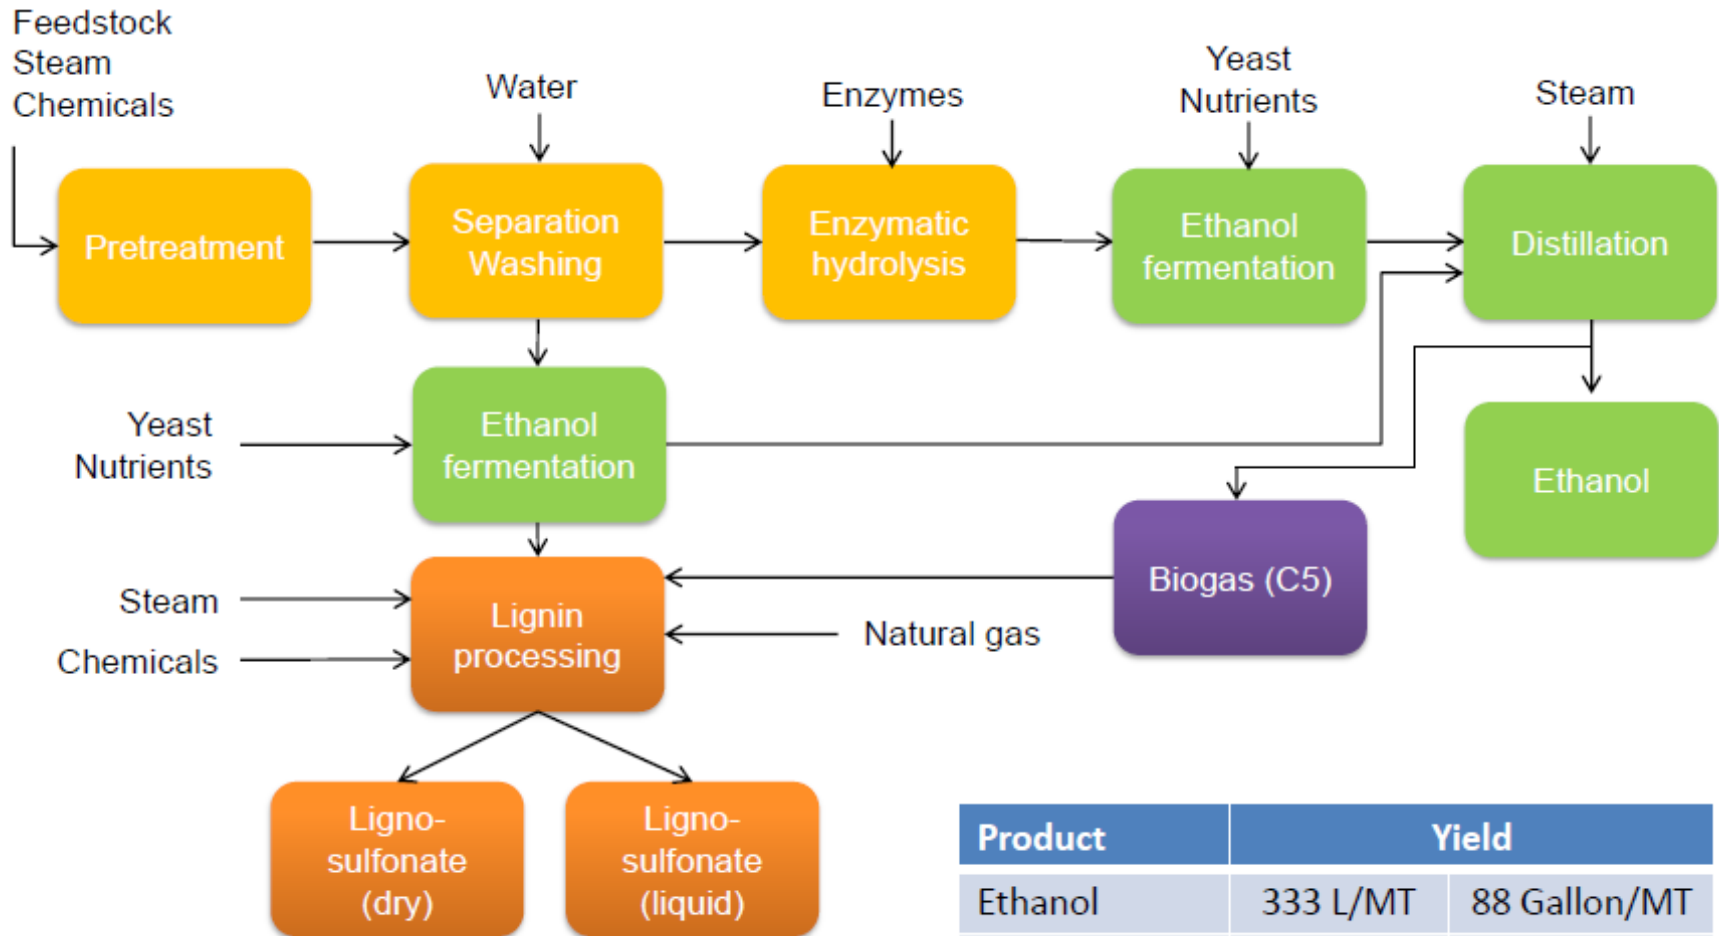 Feedstock
Steam
Chemicals
Water
Enzymes
Yeast
Nutrients
Steam
Pretreatment
Separation
Washing
Enzymatic
hydrolysis
Ethanol
fermentation
Distillation
Yeast
Nutrients
Ethanol
fermentation
Ethanol
Biogas (C5)
Steam
Chemicals
Lignin
processing
Natural gas
Ligno-
sulfonate
(dry)
Ligno-
sulfonate
(liquid)
Product Yield
Ethanol 333 L/MT 88 Gallon/MT